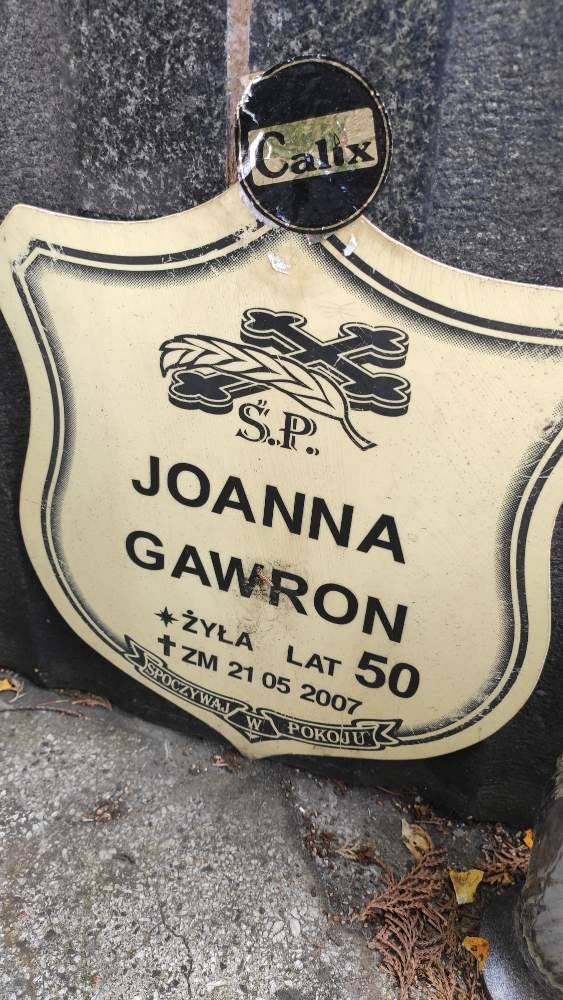 Calix
Ś.P.
JOANNA
GAWRON
ŻYŁA LAT 50
ZM 21 05 2007
SPOCZYWAJ W POKOJU